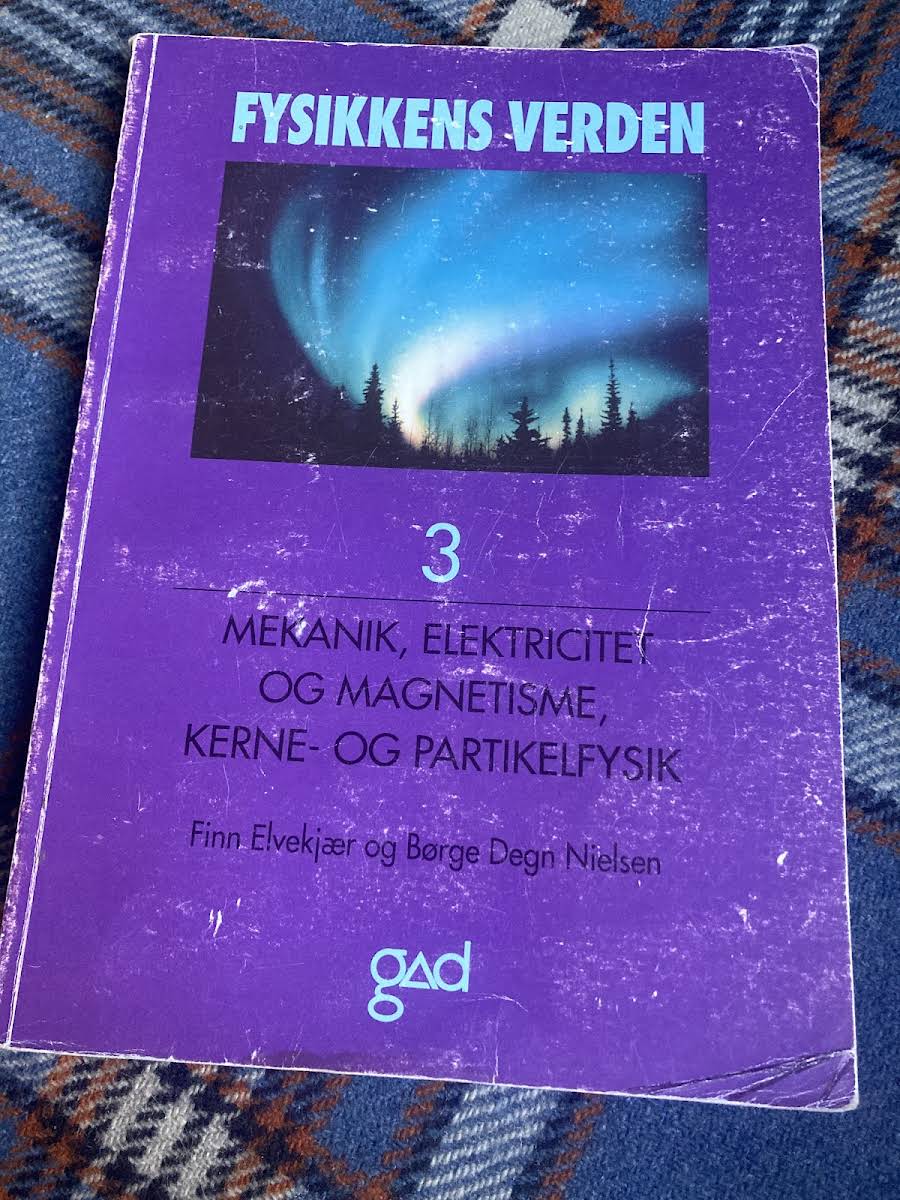 FYSIKKENS VERDEN
3
MEKANIK, ELEKTRICITET
OG MAGNETISME,
KERNE- OG PARTIKELFYSIK
Finn Elvekjær og Børge Degn Nielsen
gad